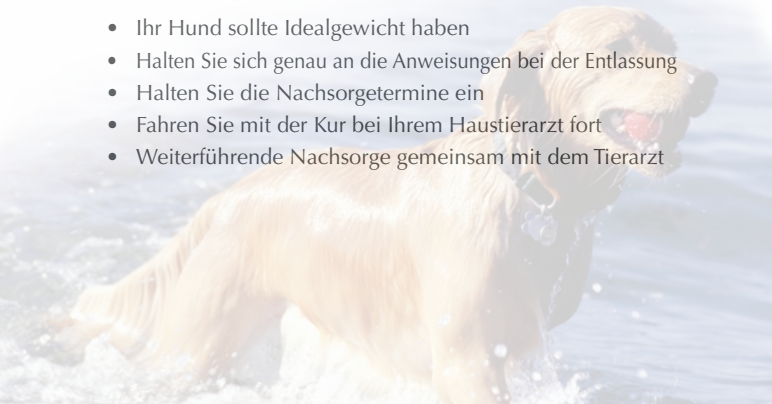 • Ihr Hund sollte Idealgewicht haben
• Halten Sie sich genau an die Anweisungen bei der Entlassung
• Halten Sie die Nachsorgetermine ein
• Fahren Sie mit der Kur bei Ihrem Haustierarzt fort
• Weiterführende Nachsorge gemeinsam mit dem Tierarzt